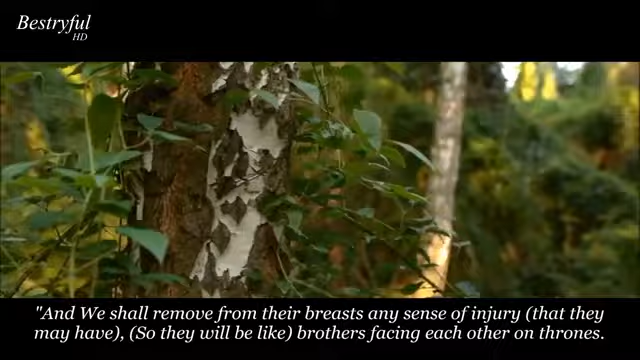 Bestryful
HD
"And We shall remove from their breasts any sense of injury (that they
may have), (So they will be like) brothers facing each other on thrones.